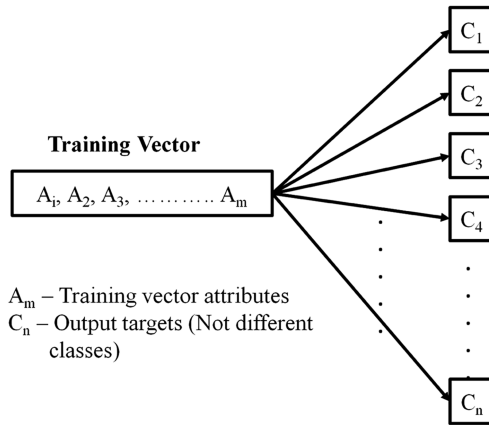 C1
C2
Training Vector
C3
Ai, A2, A3, ... ... ... .. Am
C4
Am – Training vector attributes
Cn – Output targets (Not different
classes)
Cn